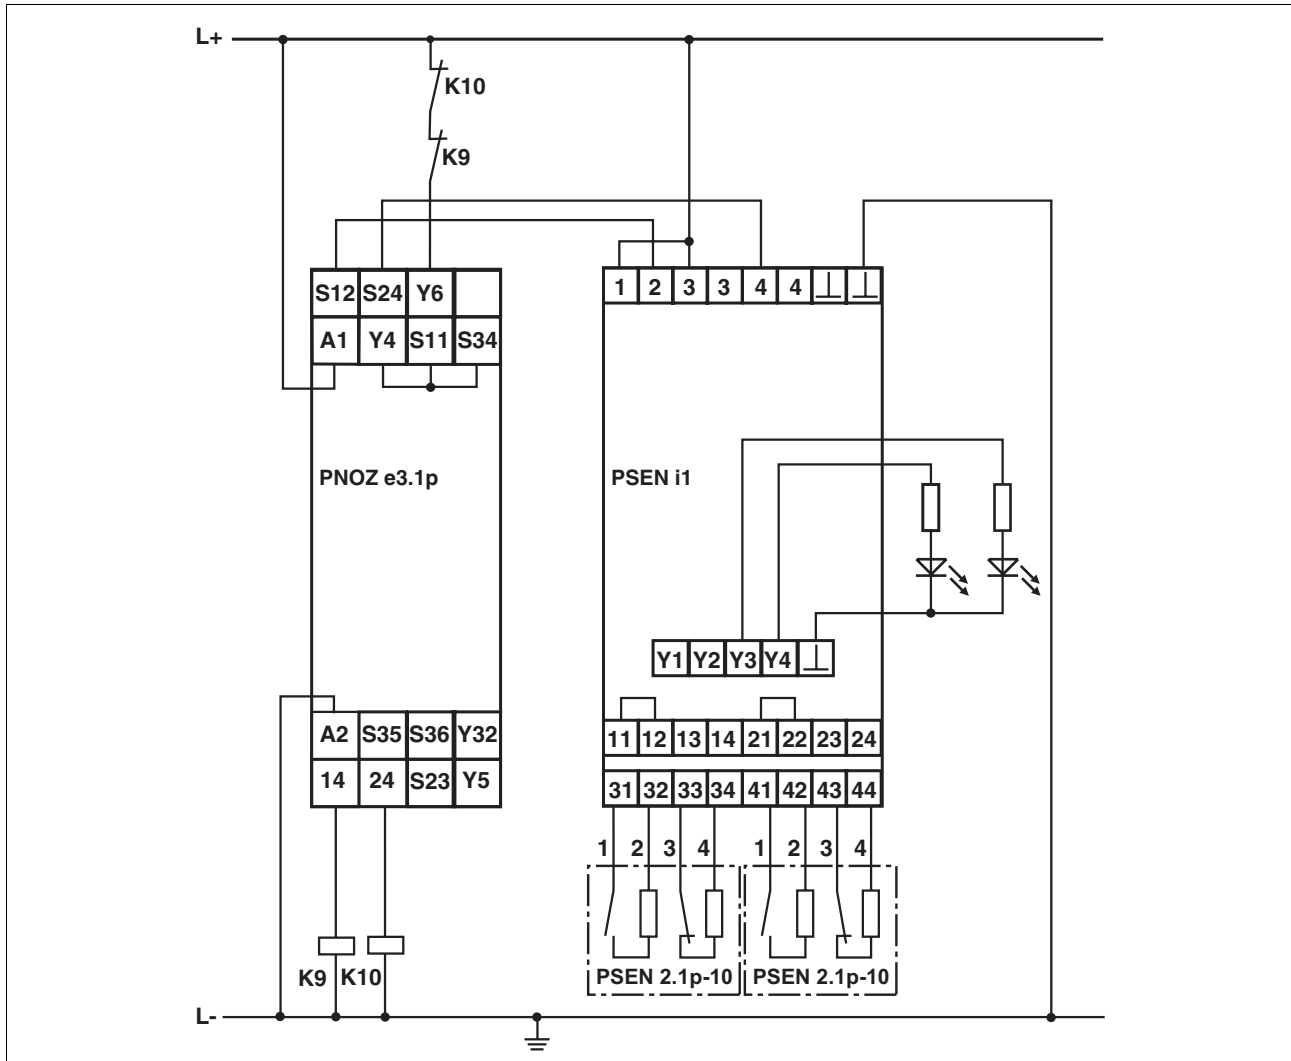 L+
K10
K9
S12 S24 Y6
A1 Y4 S11 S34
1 2 3 3 4 4
PNOZ e3.1p
PSEN i1
Y1 Y2 Y3 Y4
11 12 13 14 21 22 23 24
A2 S35 S36 Y32
14 24 S23 Y5
31 32 33 34 41 42 43 44
1 2 3 4 1 2 3 4
K9 K10
PSEN 2.1p-10 PSEN 2.1p-10
L-